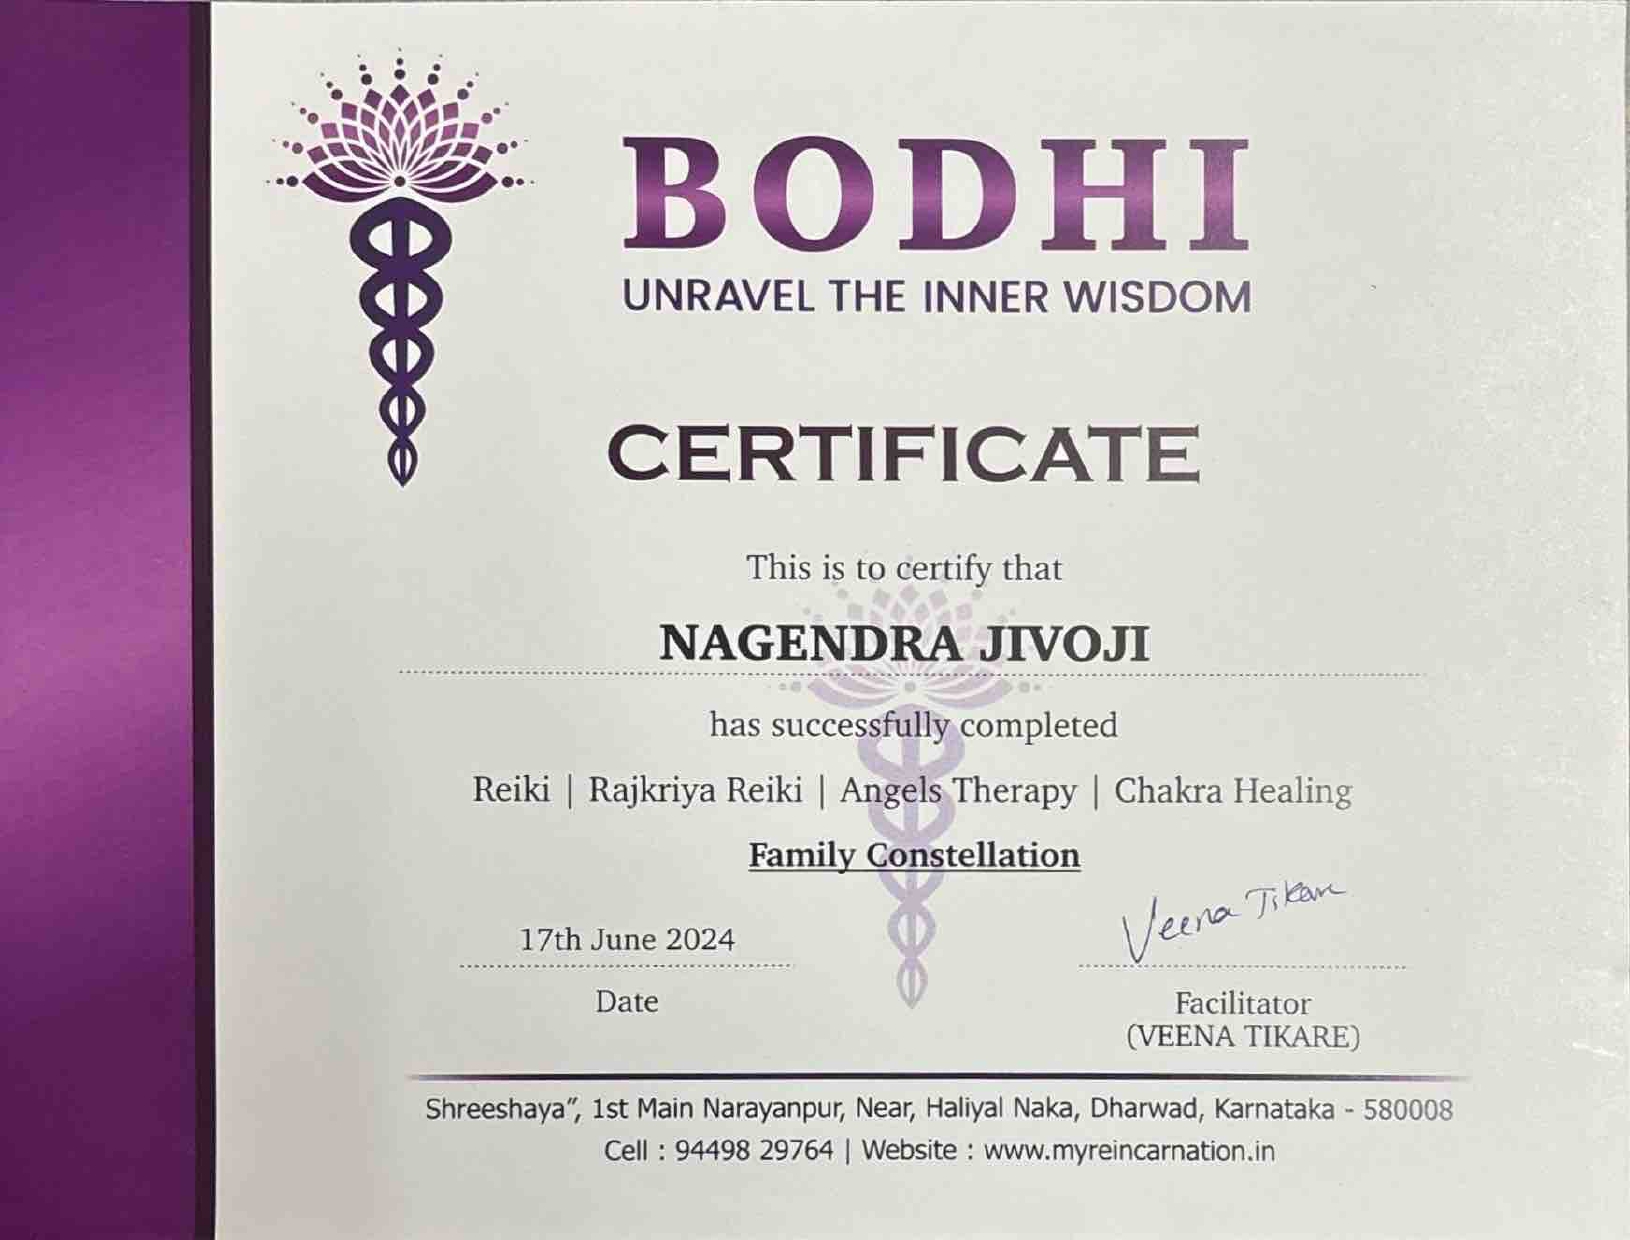 BODHI
UNRAVEL THE INNER WISDOM
CERTIFICATE
This is to certify that
NAGENDRA JIVOJI
has successfully completed
Reiki | Rajkriya Reiki | Angels Therapy | Chakra Healing
Family Constellation
Veena Tikare
17th June 2024
Date
Facilitator
(VEENA TIKARE)
Shreeshaya”, 1st Main Narayanpur, Near, Haliyal Naka, Dharwad, Karnataka - 580008
Cell : 94498 29764 | Website : www.myreincarnation.in